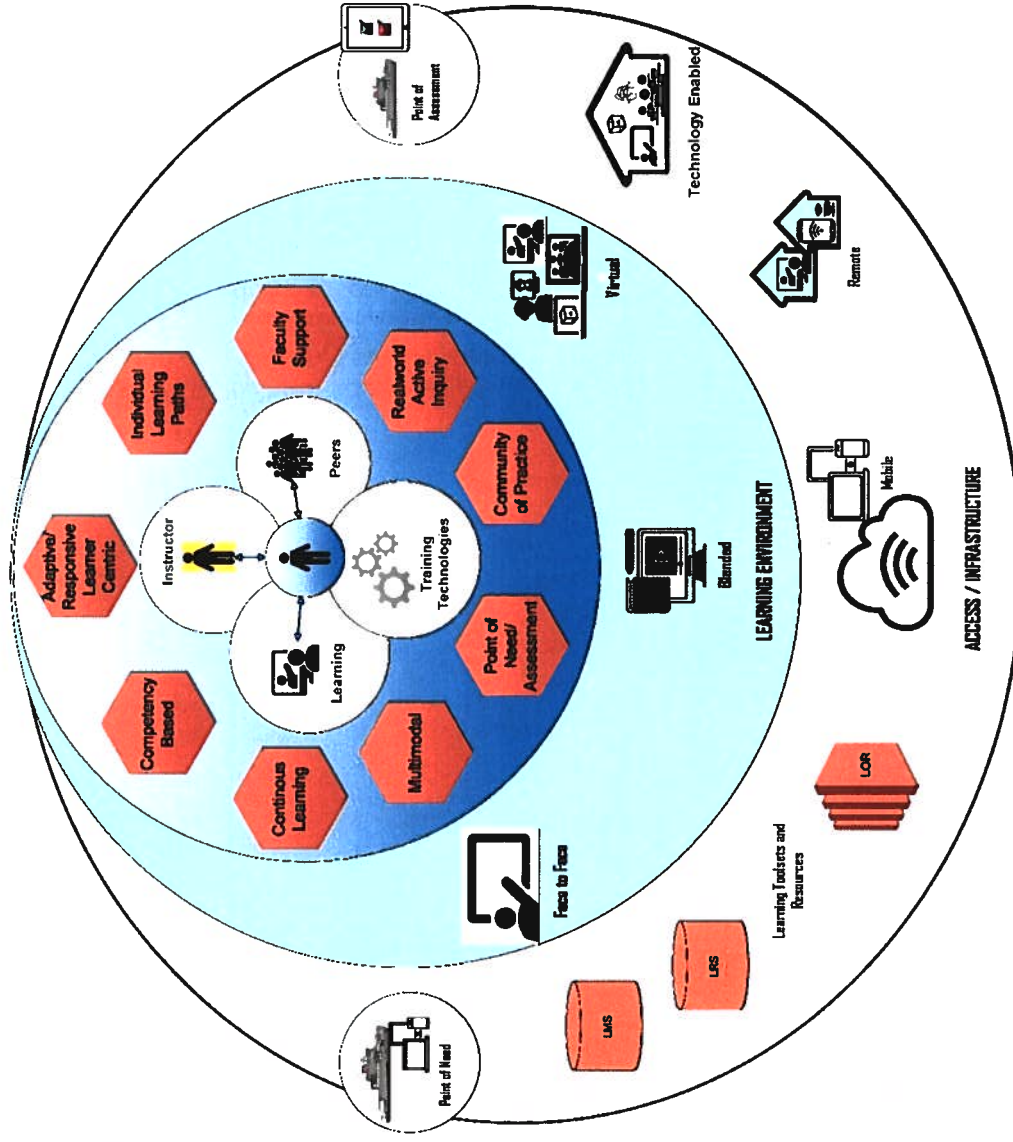 Adaptive/
Responsive
Learner
Centric
Competency
Based
Individual
Learning
Paths
Continous
Learning
Instructor
Faculty
Support
Learning
Peers
Multimodal
Training
Technologies
Realworld
Active
Inquiry
Point of
Need/
Assessment
Community
of Practice
Point of Need
Point of
Assessment
Face to Face
Blended
Virtual
LEARNING ENVIRONMENT
LMS
LRS
Learning Toolsets and
Resources
LOR
Mobile
Remote
Technology Enabled
ACCESS / INFRASTRUCTURE